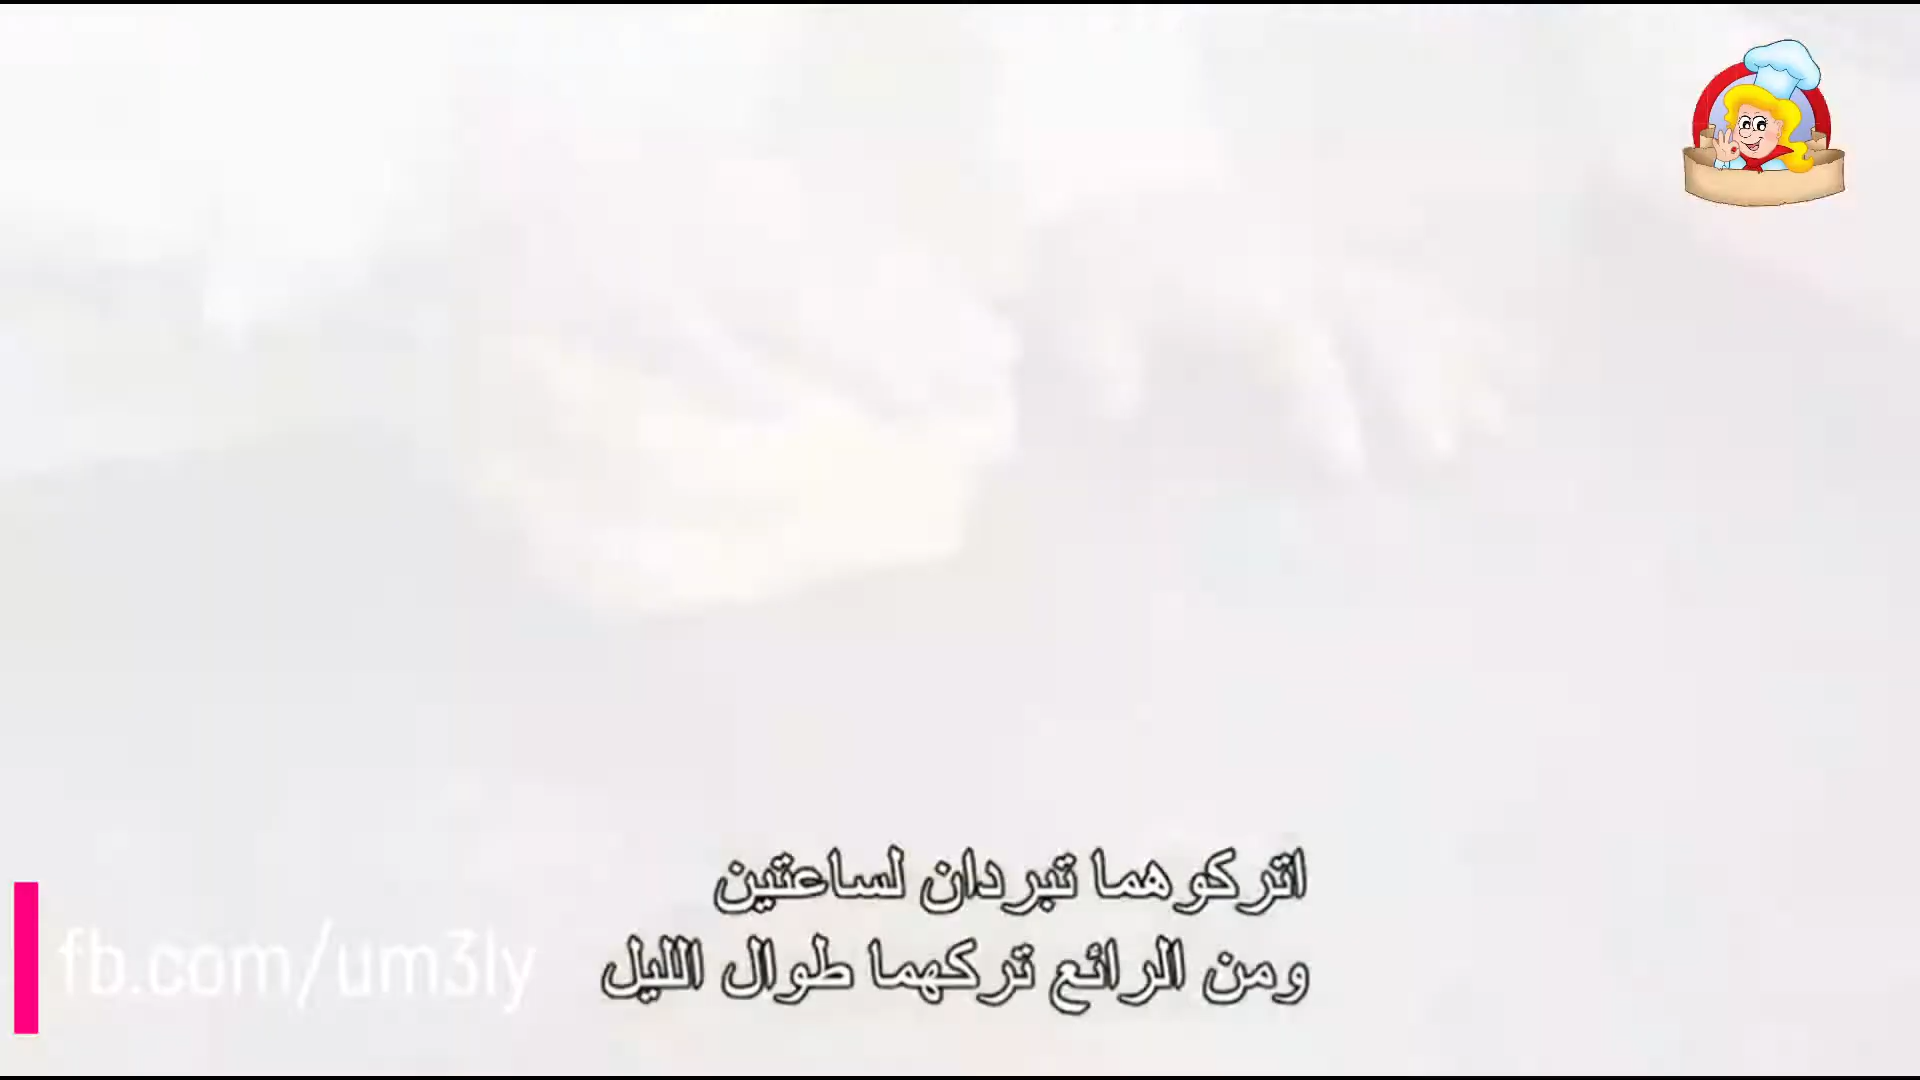 اتركوهما تبردان لساعتين
ومن الرائع تركهما طوال الليل
fb.com/um3ly